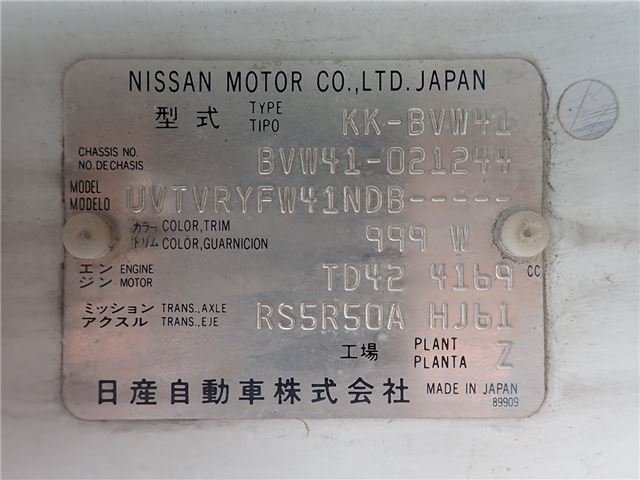 NISSAN MOTOR CO.,LTD. JAPAN
型式 TYPE TIPO KK-BVW41
CHASSIS NO. NO. DE CHASIS BVW41-021244
MODEL MODELO UVTVRYFW41NDB-----
カラー COLOR,TRIM トリム COLOR,GUARNICION 999 W
エンジン ENGINE MOTOR TD42 4169 CC
ミッション TRANS.,AXLE アクスル TRANS.,EJE RS5R50A HJ61
工場 PLANT PLANTA Z
日産自動車株式会社 MADE IN JAPAN
89909